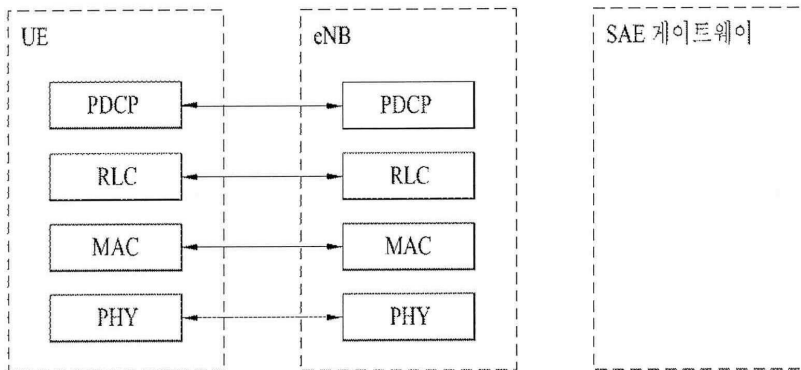 UE
eNB
SAE 게이트웨이
PDCP
PDCP
RLC
RLC
MAC
MAC
PHY
PHY